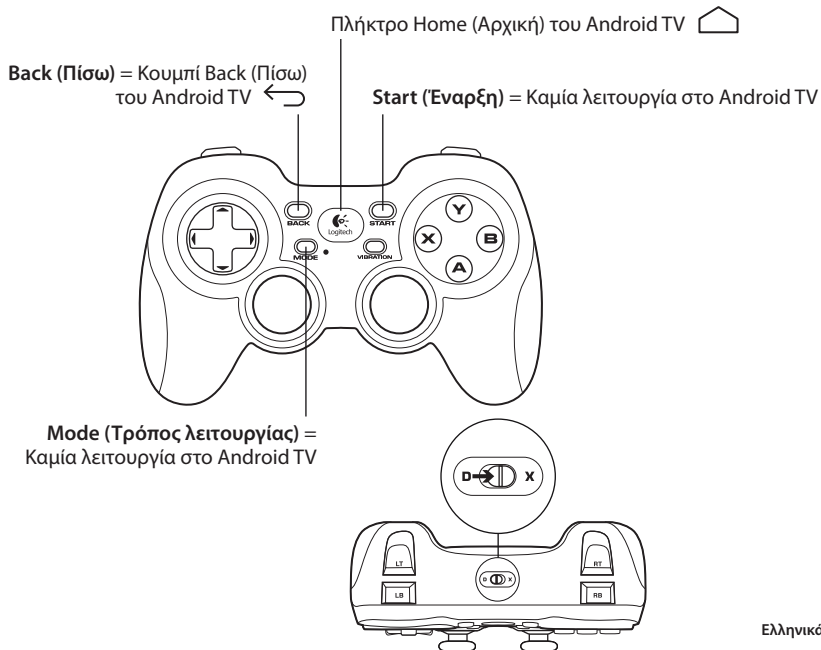 Πλήκτρο Home (Αρχική) του Android TV
Back (Πίσω) = Κουμπί Back (Πίσω)
του Android TV
Start (Έναρξη) = Καμία λειτουργία στο Android TV
BACK
Logitech
START
MODE
VIBRATION
Y
X
B
A
Mode (Τρόπος λειτουργίας) =
Καμία λειτουργία στο Android TV
D X
LT
D X
RT
LB
RB
Ελληνικά